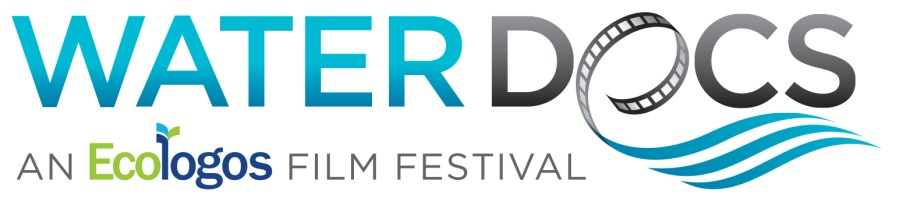 WATER DOCS
AN Ecologos FILM FESTIVAL